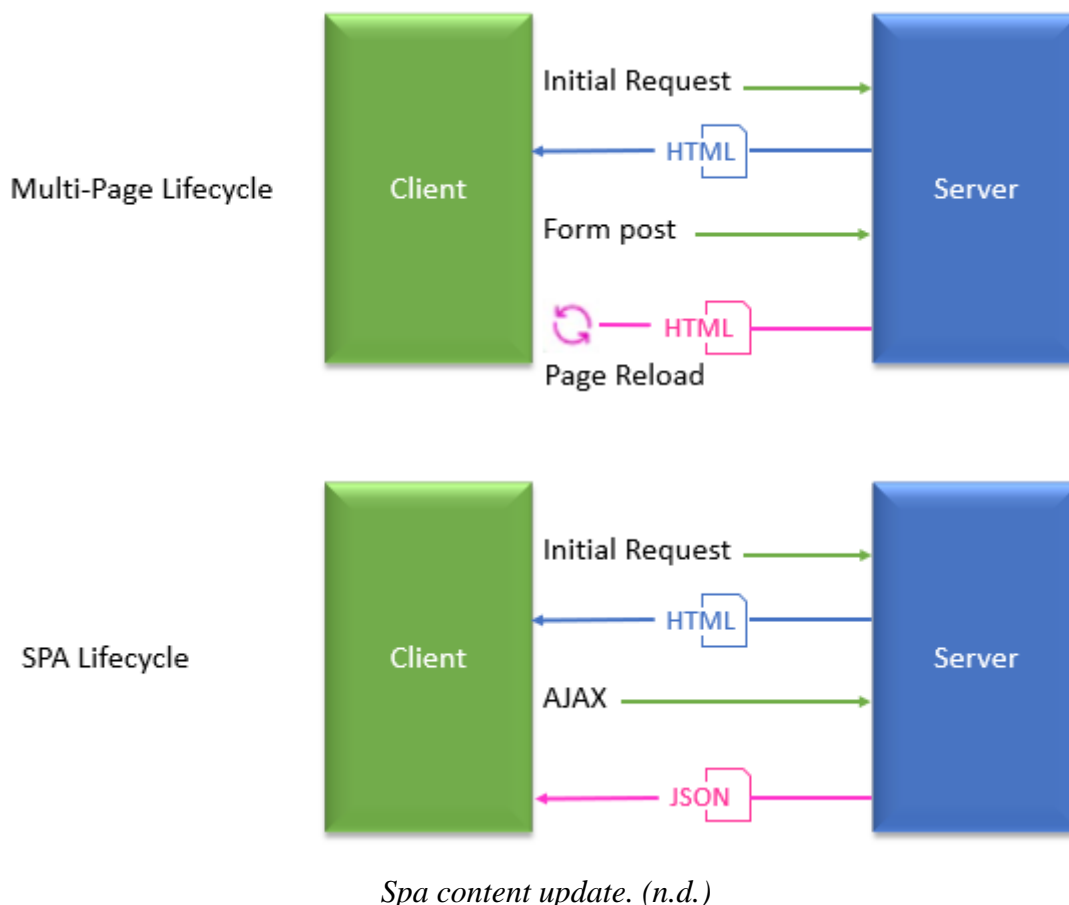 Initial Request
HTML
Multi-Page Lifecycle
Client
Server
Form post
HTML
Page Reload
Initial Request
HTML
SPA Lifecycle
Client
Server
AJAX
JSON
Spa content update. (n.d.)